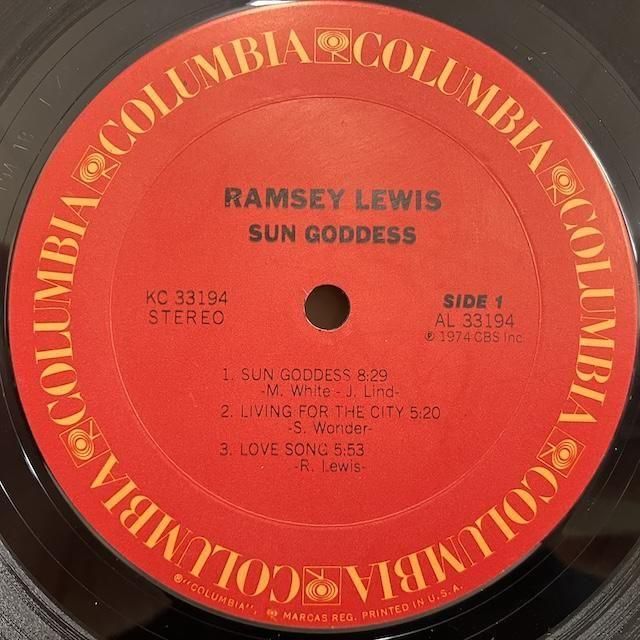 COLUMBIA COLUMBIA COLUMBIA COLUMBIA COLUMBIA COLUMBIA
RAMSEY LEWIS
SUN GODDESS
KC 33194
STEREO
SIDE 1
AL 33194
℗ 1974 CBS Inc.
1. SUN GODDESS 8:29
-M. White - J. Lind-
2. LIVING FOR THE CITY 5:20
-S. Wonder-
3. LOVE SONG 5:53
-R. Lewis-
®"COLUMBIA", MARCAS REG. PRINTED IN U.S.A.